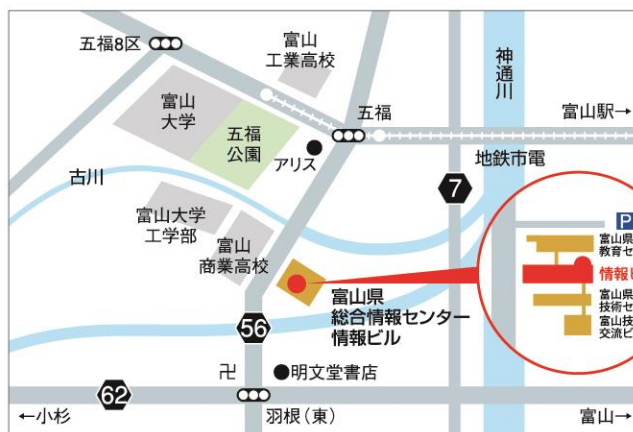 五福8区
富山
工業高校
神
通
川
富山
大学
五福
公園
五福
富山駅→
アリス
地鉄市電
古川
7
P
富山大学
工学部
富山
商業高校
富山県
教育セ
情報ビ
富山県
技術セ
富山技
交流ビ
富山県
総合情報センター
情報ビル
56
卍
明文堂書店
62
←小杉
羽根（東）
富山→